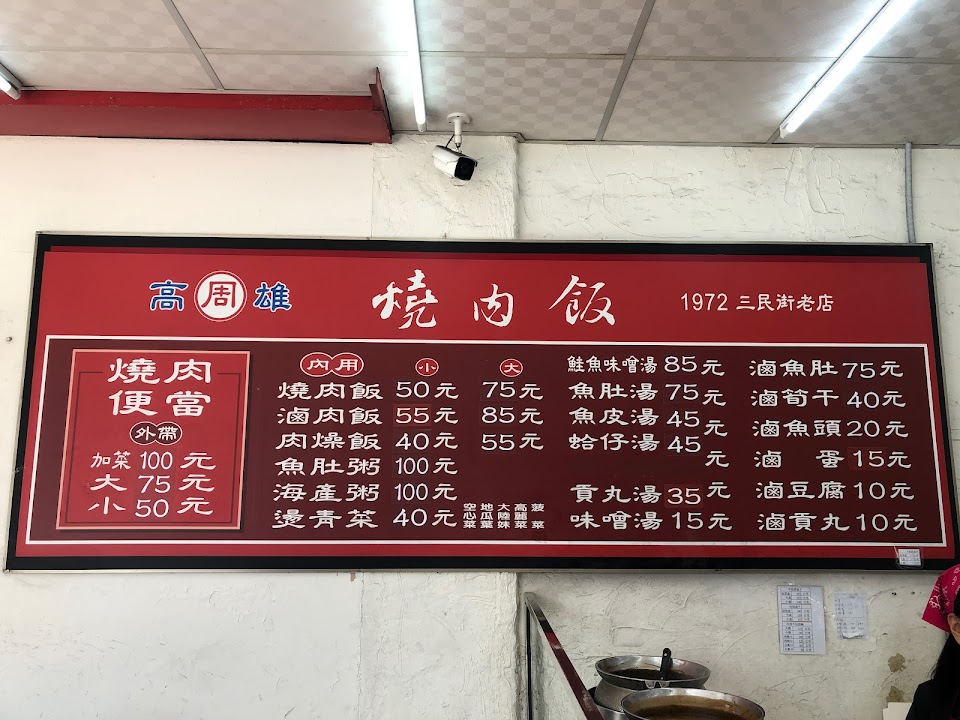 高周雄 燒肉飯 1972 三民街老店
燒肉
便當
外帶
加菜 100 元
大 75 元
小 50 元
內用 小 大
燒肉飯 50元 75元
滷肉飯 55元 85元
肉燥飯 40元 55元
魚肚粥 100元
海產粥 100元
燙青菜 40元
空心菜 地瓜葉 大陸妹 高麗菜 菠菜
鮭魚味噌湯 85元
魚肚湯 75元
魚皮湯 45元
蛤仔湯 45元
貢丸湯 35元
味噌湯 15元
滷魚肚 75元
滷筍干 40元
滷魚頭 20元
滷蛋 15元
滷豆腐 10元
滷貢丸 10元